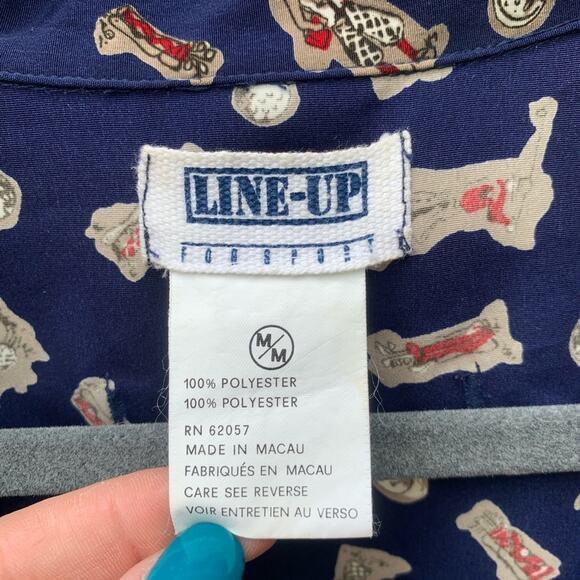 LINE-UP
FOR SPORT
M/M
100% POLYESTER
100% POLYESTER
RN 62057
MADE IN MACAU
FABRIQUÉS EN MACAU
CARE SEE REVERSE
VOIR ENTRETIEN AU VERSO